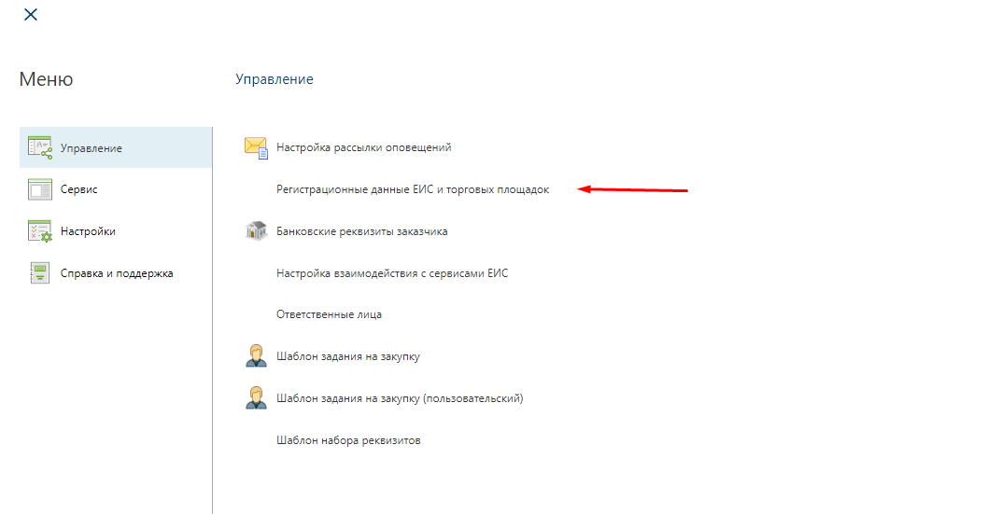 Меню
Управление
Сервис
Настройки
Справка и поддержка
Управление
Настройка рассылки оповещений
Регистрационные данные ЕИС и торговых площадок
Банковские реквизиты заказчика
Настройка взаимодействия с сервисами ЕИС
Ответственные лица
Шаблон задания на закупку
Шаблон задания на закупку (пользовательский)
Шаблон набора реквизитов